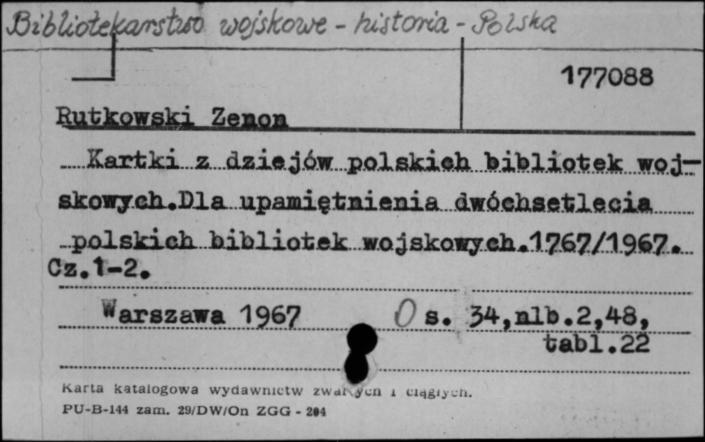 Bibliotekarstwo wojskowe - historia - Polska
177088
Rutkowski Zenon
Kartki z dziejów polskich bibliotek woj-
skowych.Dla upamiętnienia dwóchsetlecia
polskich bibliotek wojskowych.1767/1967.
Cz.1-2.
Warszawa 1967 O s. 34,nlb.2,48,
tabl.22
Karta katalogowa wydawnictw zwartych i ciągłych.
PU-B-144 zam. 29/DW/On ZGG - 204